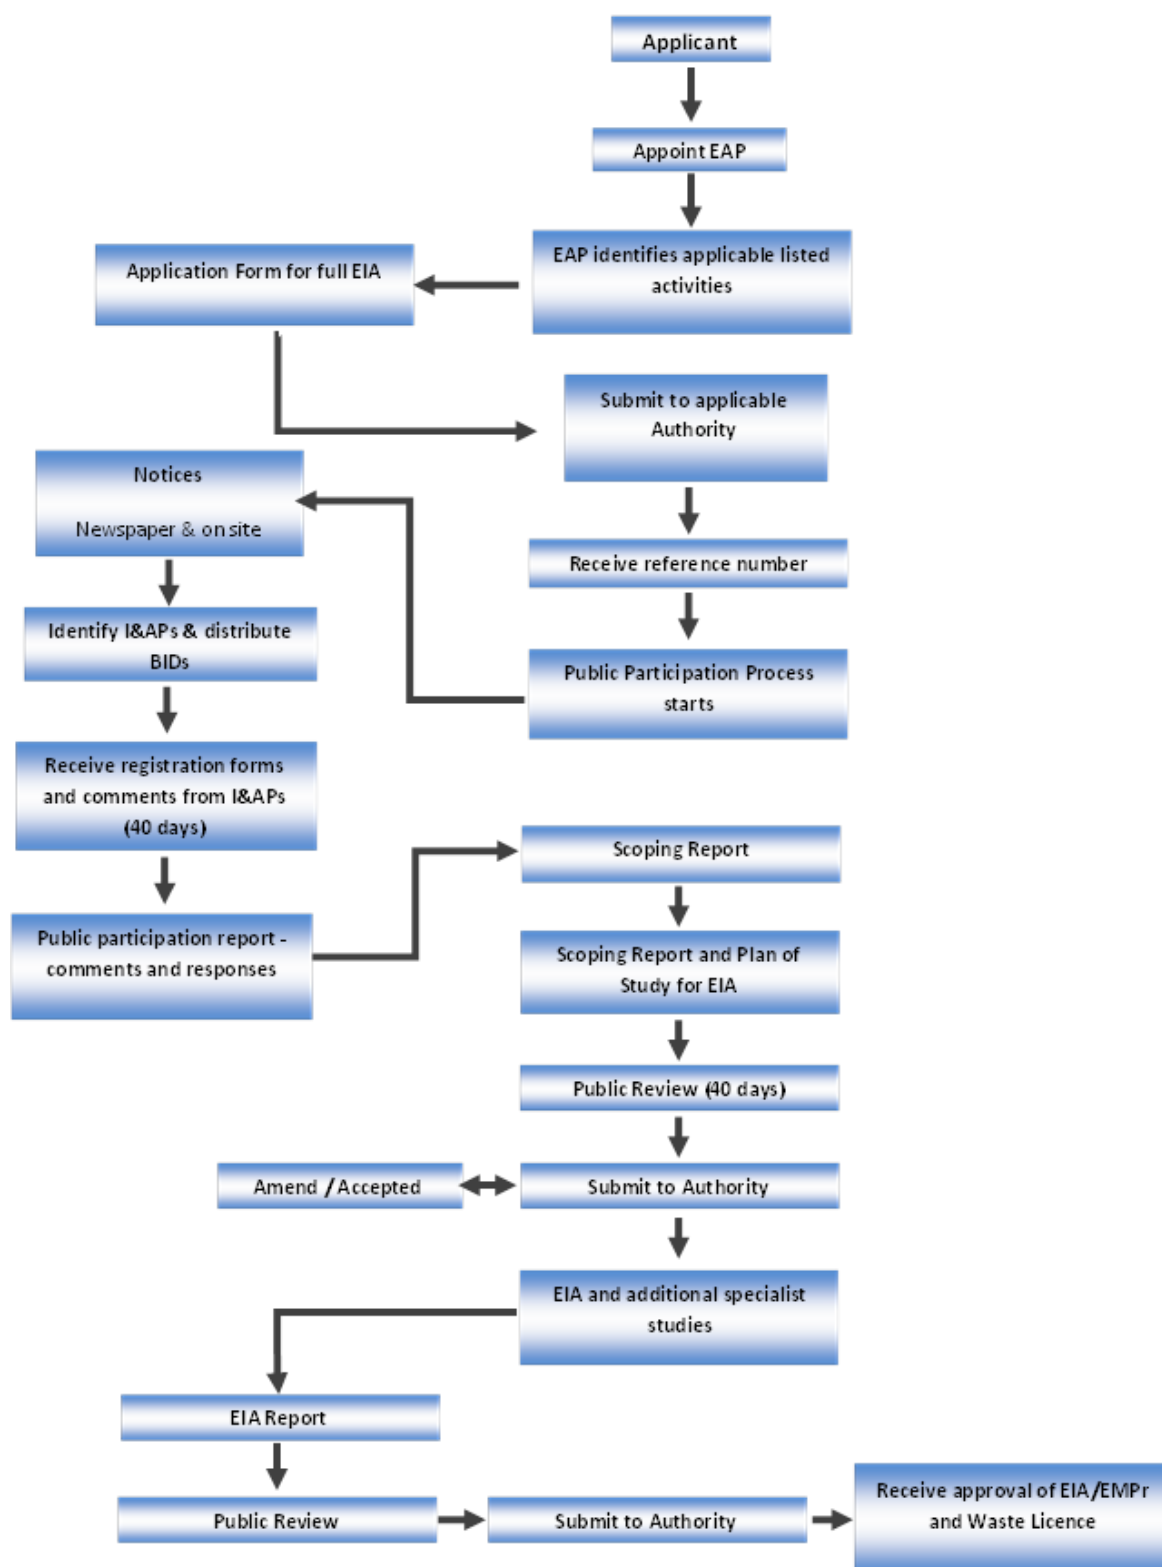 Applicant
Appoint EAP
EAP identifies applicable listed
activities
Application Form for full EIA
Submit to applicable
Authority
Receive reference number
Public Participation Process
starts
Notices
Newspaper & on site
Identify I&APs & distribute
BIDs
Receive registration forms
and comments from I&APs
(40 days)
Public participation report -
comments and responses
Scoping Report
Scoping Report and Plan of
Study for EIA
Public Review (40 days)
Submit to Authority
Amend / Accepted
EIA and additional specialist
studies
EIA Report
Public Review
Submit to Authority
Receive approval of EIA/EMPr
and Waste Licence